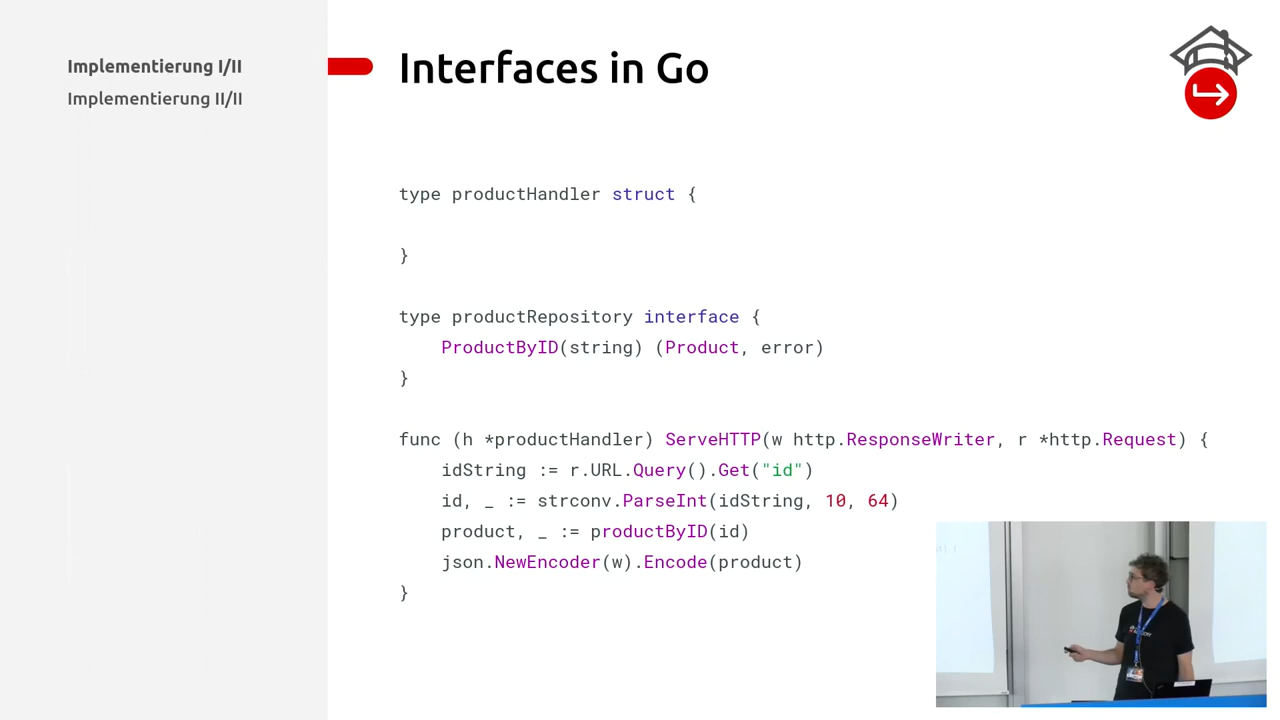 Implementierung I/II
Implementierung II/II
Interfaces in Go
type productHandler struct {
}
type productRepository interface {
ProductByID(string) (Product, error)
}
func (h *productHandler) ServeHTTP(w http.ResponseWriter, r *http.Request) {
idString := r.URL.Query().Get("id")
id, _ := strconv.ParseInt(idString, 10, 64)
product, _ := productByID(id)
json.NewEncoder(w).Encode(product)
}